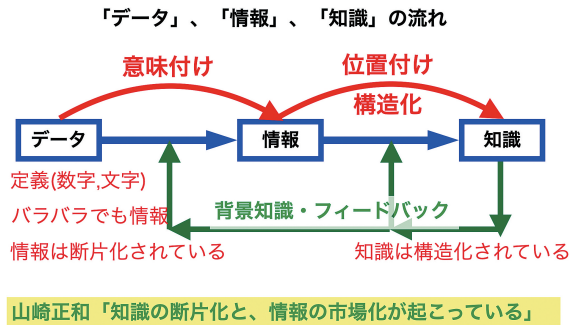 「データ」、「情報」、「知識」の流れ
意味付け
位置付け
構造化
データ
情報
知識
定義(数字,文字)
バラバラでも情報
情報は断片化されている
背景知識・フィードバック
知識は構造化されている
山崎正和「知識の断片化と、情報の市場化が起こっている」